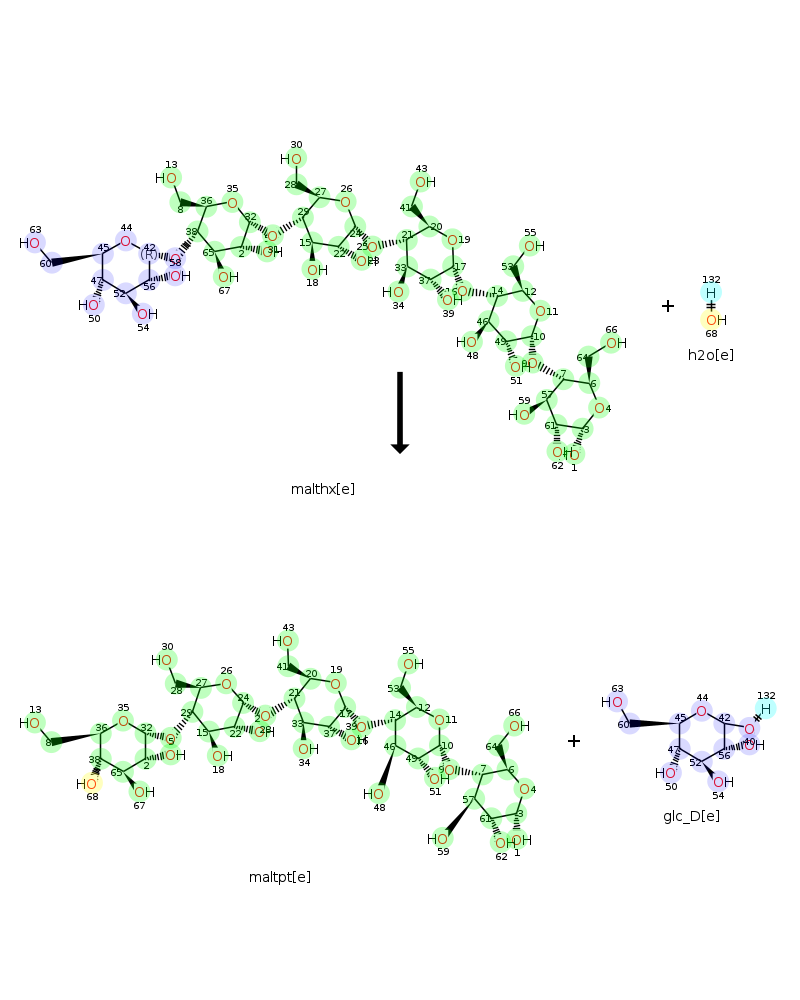 30
HO
13
HO
28
27
26
35
36
O
8
32
29
O
24
43
OH
41
20
21
O
19
63
HO
44
45
O
42
(R)
O
58
OH
60
38
O
65
2
OH
31
15
22
OH
23
25
O
17
55
OH
53
47
56
52
HO
50
OH
54
OH
67
OH
18
33
37
HO
34
OH
39
O
14
12
O
11
46
49
10
HO
48
OH
51
9
O
7
6
64
66
OH
59
HO
57
O
4
61
3
OH
62
HO
1
+
132
H
OH
68
h2o[e]
malthx[e]
43
HO
30
HO
41
20
19
O
55
OH
53
28
27
26
O
24
21
13
HO
35
36
O
32
8
29
O
5
OH
38
2
65
HO
68
OH
67
15
22
OH
23
O
OH
18
33
37
OH
34
17
O
39
OH
16
14
12
O
11
46
49
10
HO
48
OH
51
9
O
66
OH
64
7
6
O
4
57
61
3
HO
59
OH
62
OH
1
+
63
HO
60
44
45
O
42
O
132
H
47
56
OH
40
52
HO
50
OH
54
glc_D[e]
maltpt[e]